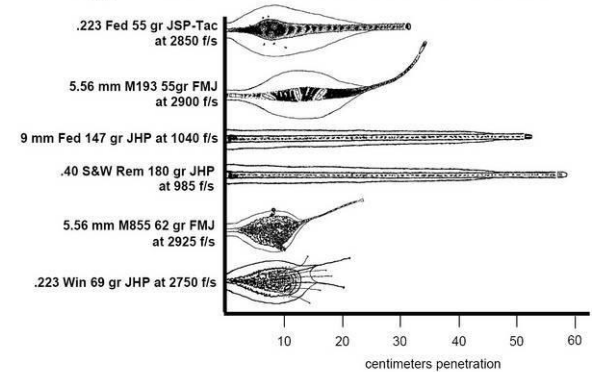 .223 Fed 55 gr JSP-Tac
at 2850 f/s
5.56 mm M193 55gr FMJ
at 2900 f/s
9 mm Fed 147 gr JHP at 1040 f/s
.40 S&W Rem 180 gr JHP
at 985 f/s
5.56 mm M855 62 gr FMJ
at 2925 f/s
.223 Win 69 gr JHP at 2750 f/s
10 20 30 40 50 60
centimeters penetration